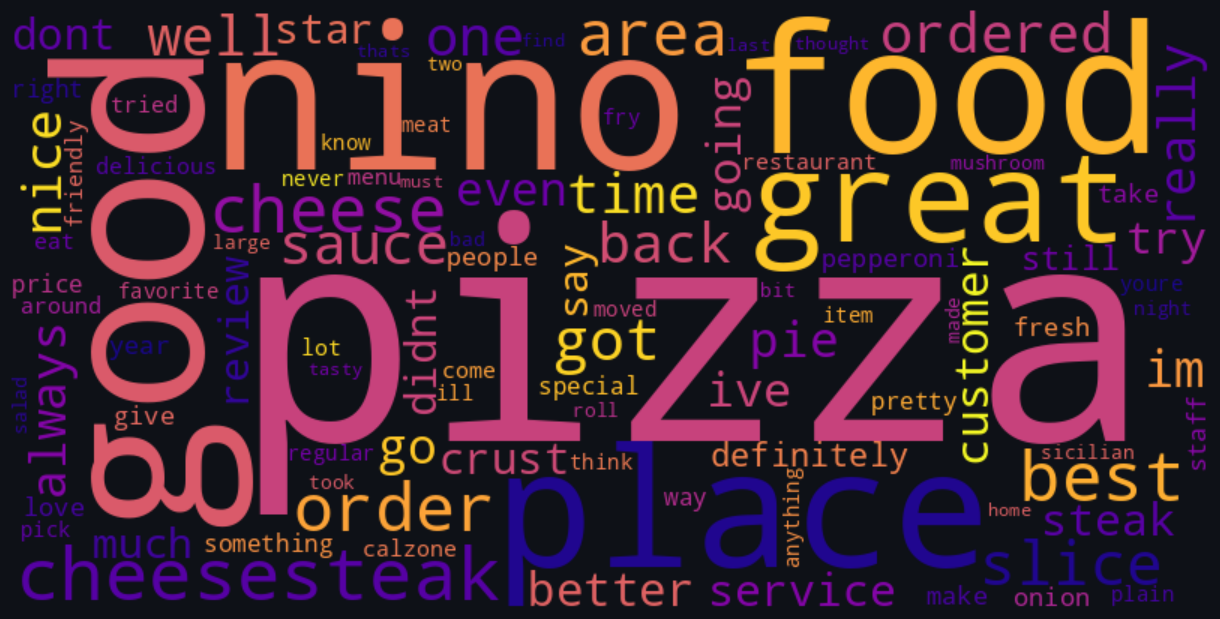 dont
well
star
one
find
area
last
thought
ordered
thats
two
nino
food
good
right
tried
nice
friendly
know
meat
fry
going
really
delicious
never
menu
must
even
time
restaurant
mushroom
great
take
cheese
eat
large
sauce
bad
people
back
say
pepperoni
still
try
price
around
favorite
review
didnt
pizza
moved
bit
item
made
customer
fresh
youre
night
year
lot
tasty
come
ill
got
special
roll
pie
ive
pretty
im
salad
always
give
regular
go
crust
think
definitely
sicilian
staff
best
took
order
place
way
anything
home
steak
love
pick
much
something
calzone
slice
cheesesteak
better
service
make
onion
plain